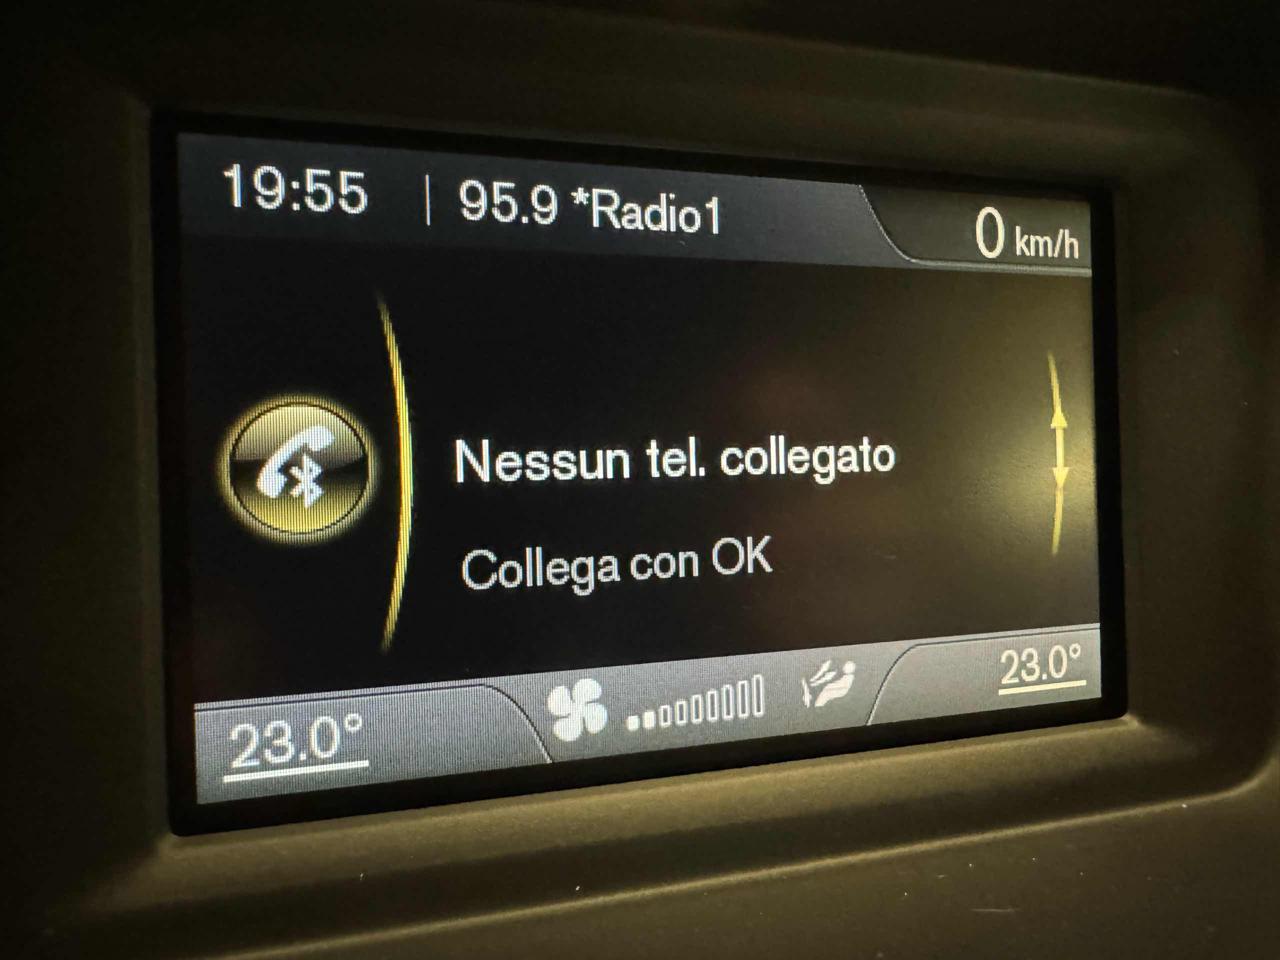 19:55 | 95.9 *Radio1
0 km/h
Nessun tel. collegato
Collega con OK
23.0°
23.0°